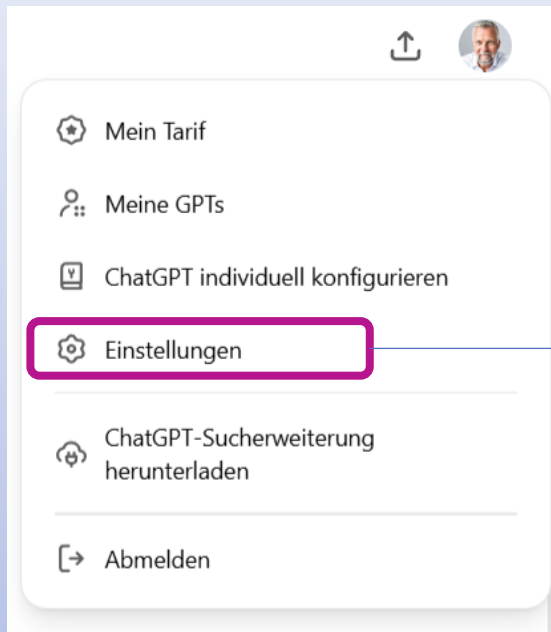 Mein Tarif
Meine GPTs
ChatGPT individuell konfigurieren
Einstellungen
ChatGPT-Sucherweiterung
herunterladen
Abmelden